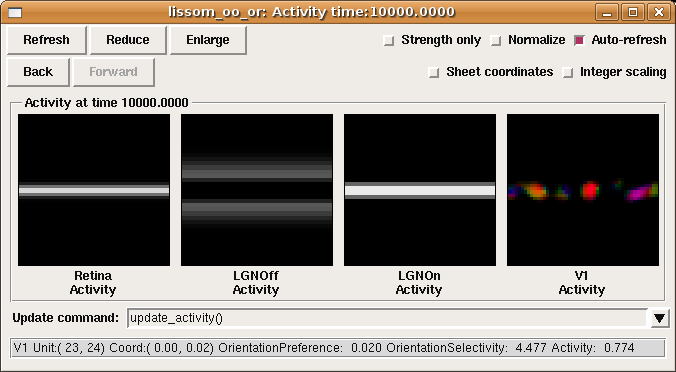 lissom_oo_or: Activity time:10000.0000
Refresh Reduce Enlarge Strength only Normalize Auto-refresh
Back Forward Sheet coordinates Integer scaling
Activity at time 10000.0000
Retina LGNOff LGNOn V1
Activity Activity Activity Activity
Update command: update_activity()
V1 Unit:( 23, 24) Coord:( 0.00, 0.02) OrientationPreference: 0.020 OrientationSelectivity: 4.477 Activity: 0.774